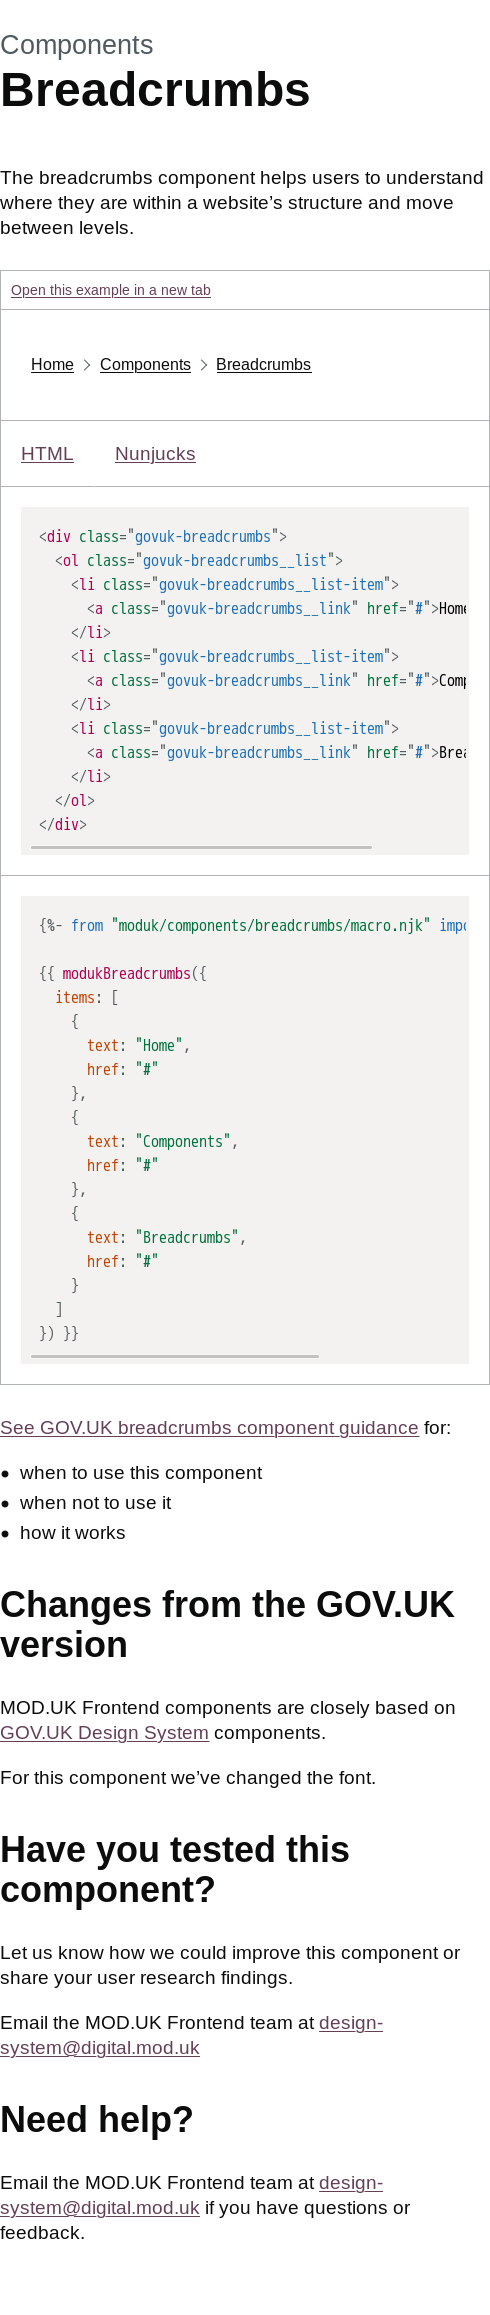 Components
Breadcrumbs
The breadcrumbs component helps users to understand
where they are within a website’s structure and move
between levels.
Open this example in a new tab
Home Components Breadcrumbs
HTML Nunjucks
<div class="govuk-breadcrumbs">
  <ol class="govuk-breadcrumbs__list">
    <li class="govuk-breadcrumbs__list-item">
      <a class="govuk-breadcrumbs__link" href="#">Home
    </li>
    <li class="govuk-breadcrumbs__list-item">
      <a class="govuk-breadcrumbs__link" href="#">Comp
    </li>
    <li class="govuk-breadcrumbs__list-item">
      <a class="govuk-breadcrumbs__link" href="#">Brea
    </li>
  </ol>
</div>
{%- from "moduk/components/breadcrumbs/macro.njk" impo
{{ modukBreadcrumbs({
  items: [
    {
      text: "Home",
      href: "#"
    },
    {
      text: "Components",
      href: "#"
    },
    {
      text: "Breadcrumbs",
      href: "#"
    }
  ]
}) }}
See GOV.UK breadcrumbs component guidance for:
• when to use this component
• when not to use it
• how it works
Changes from the GOV.UK
version
MOD.UK Frontend components are closely based on
GOV.UK Design System components.
For this component we’ve changed the font.
Have you tested this
component?
Let us know how we could improve this component or
share your user research findings.
Email the MOD.UK Frontend team at design-
system@digital.mod.uk
Need help?
Email the MOD.UK Frontend team at design-
system@digital.mod.uk if you have questions or
feedback.